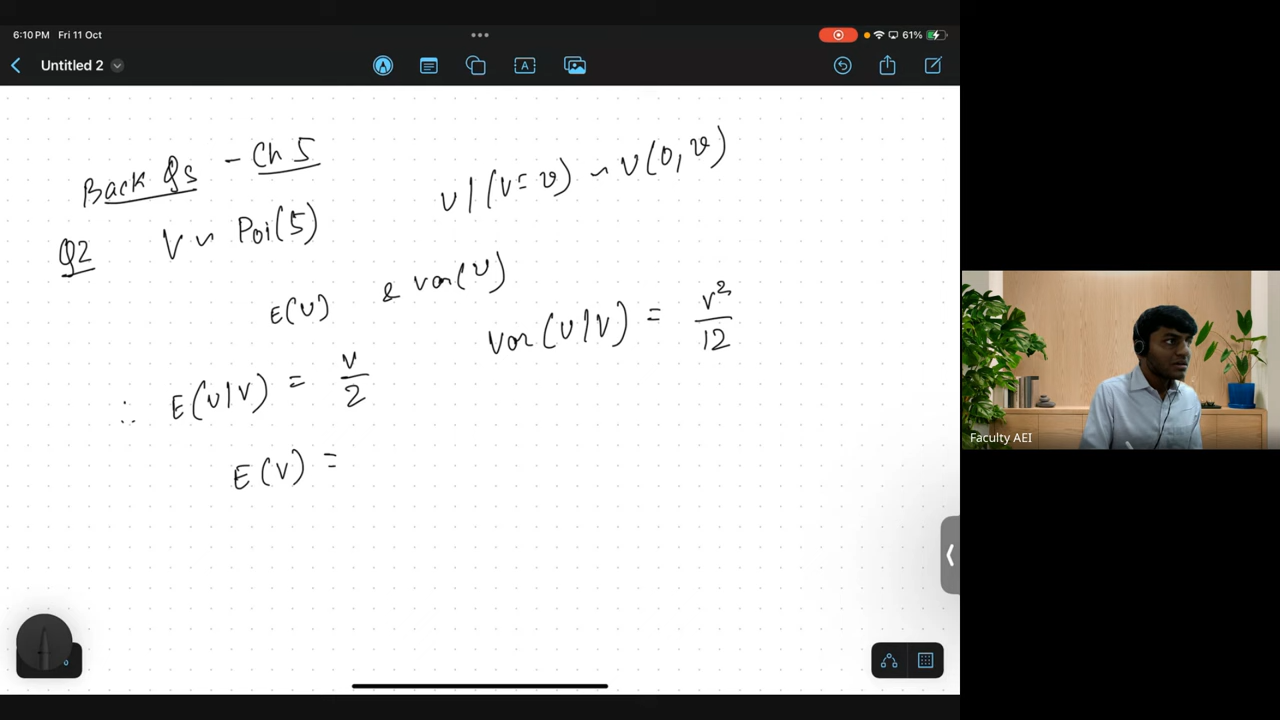 6:10 PM Fri 11 Oct
61%
Untitled 2
Back Qs - Ch 5
Q2 V ~ Poi(5)
U|(V=v) ~ U(0, v)
E(U) & var(U)
∴ E(U|V) = V/2
Var(U|V) = V²/12
E(V) =
Faculty AEI